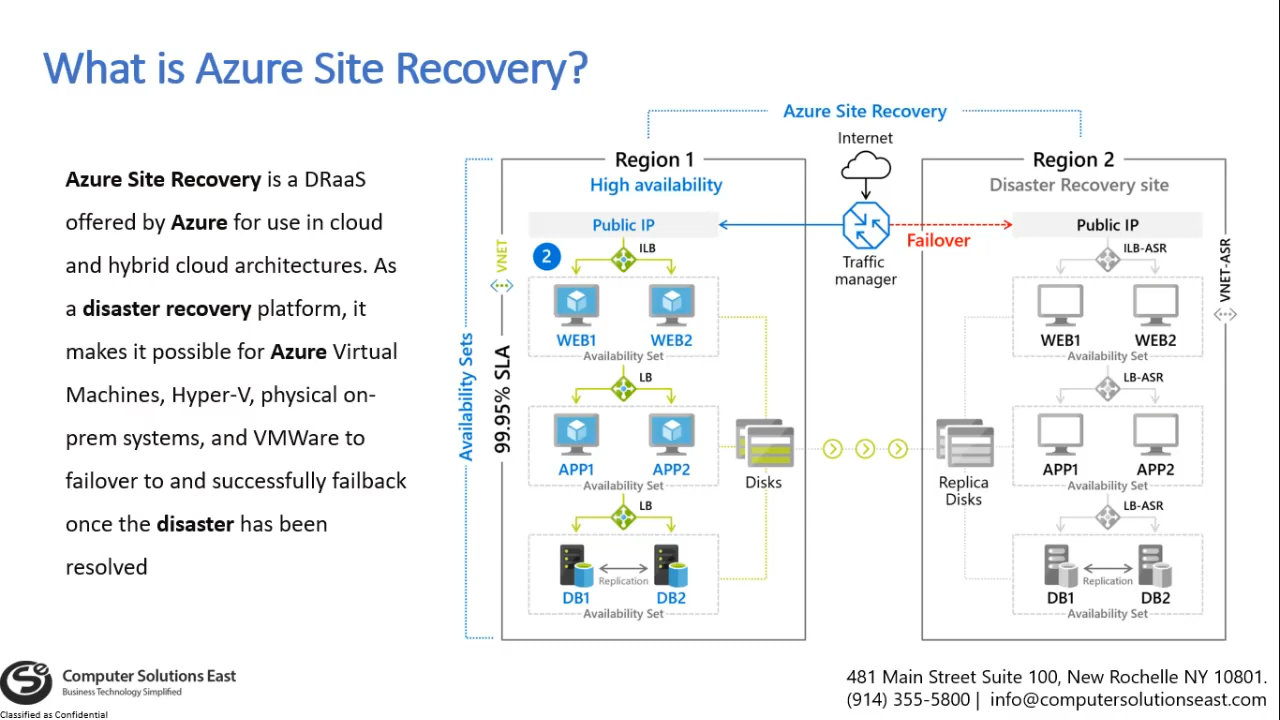 What is Azure Site Recovery?
Azure Site Recovery is a DRaaS
offered by Azure for use in cloud
and hybrid cloud architectures. As
a disaster recovery platform, it
makes it possible for Azure Virtual
Machines, Hyper-V, physical on-
prem systems, and VMWare to
failover to and successfully failback
once the disaster has been
resolved
Azure Site Recovery
Internet
Traffic
manager
Failover
Availability Sets
99.95% SLA
VNET
Region 1
High availability
Public IP
2
ILB
WEB1
WEB2
Availability Set
LB
APP1
APP2
Availability Set
LB
Replication
DB1
DB2
Availability Set
Disks
Replica
Disks
Region 2
Disaster Recovery site
Public IP
ILB-ASR
WEB1
WEB2
Availability Set
LB-ASR
APP1
APP2
Availability Set
LB-ASR
Replication
DB1
DB2
Availability Set
VNET-ASR
Se
Computer Solutions East
Business Technology Simplified
Classified as Confidential
481 Main Street Suite 100, New Rochelle NY 10801.
(914) 355-5800 | info@computersolutionseast.com